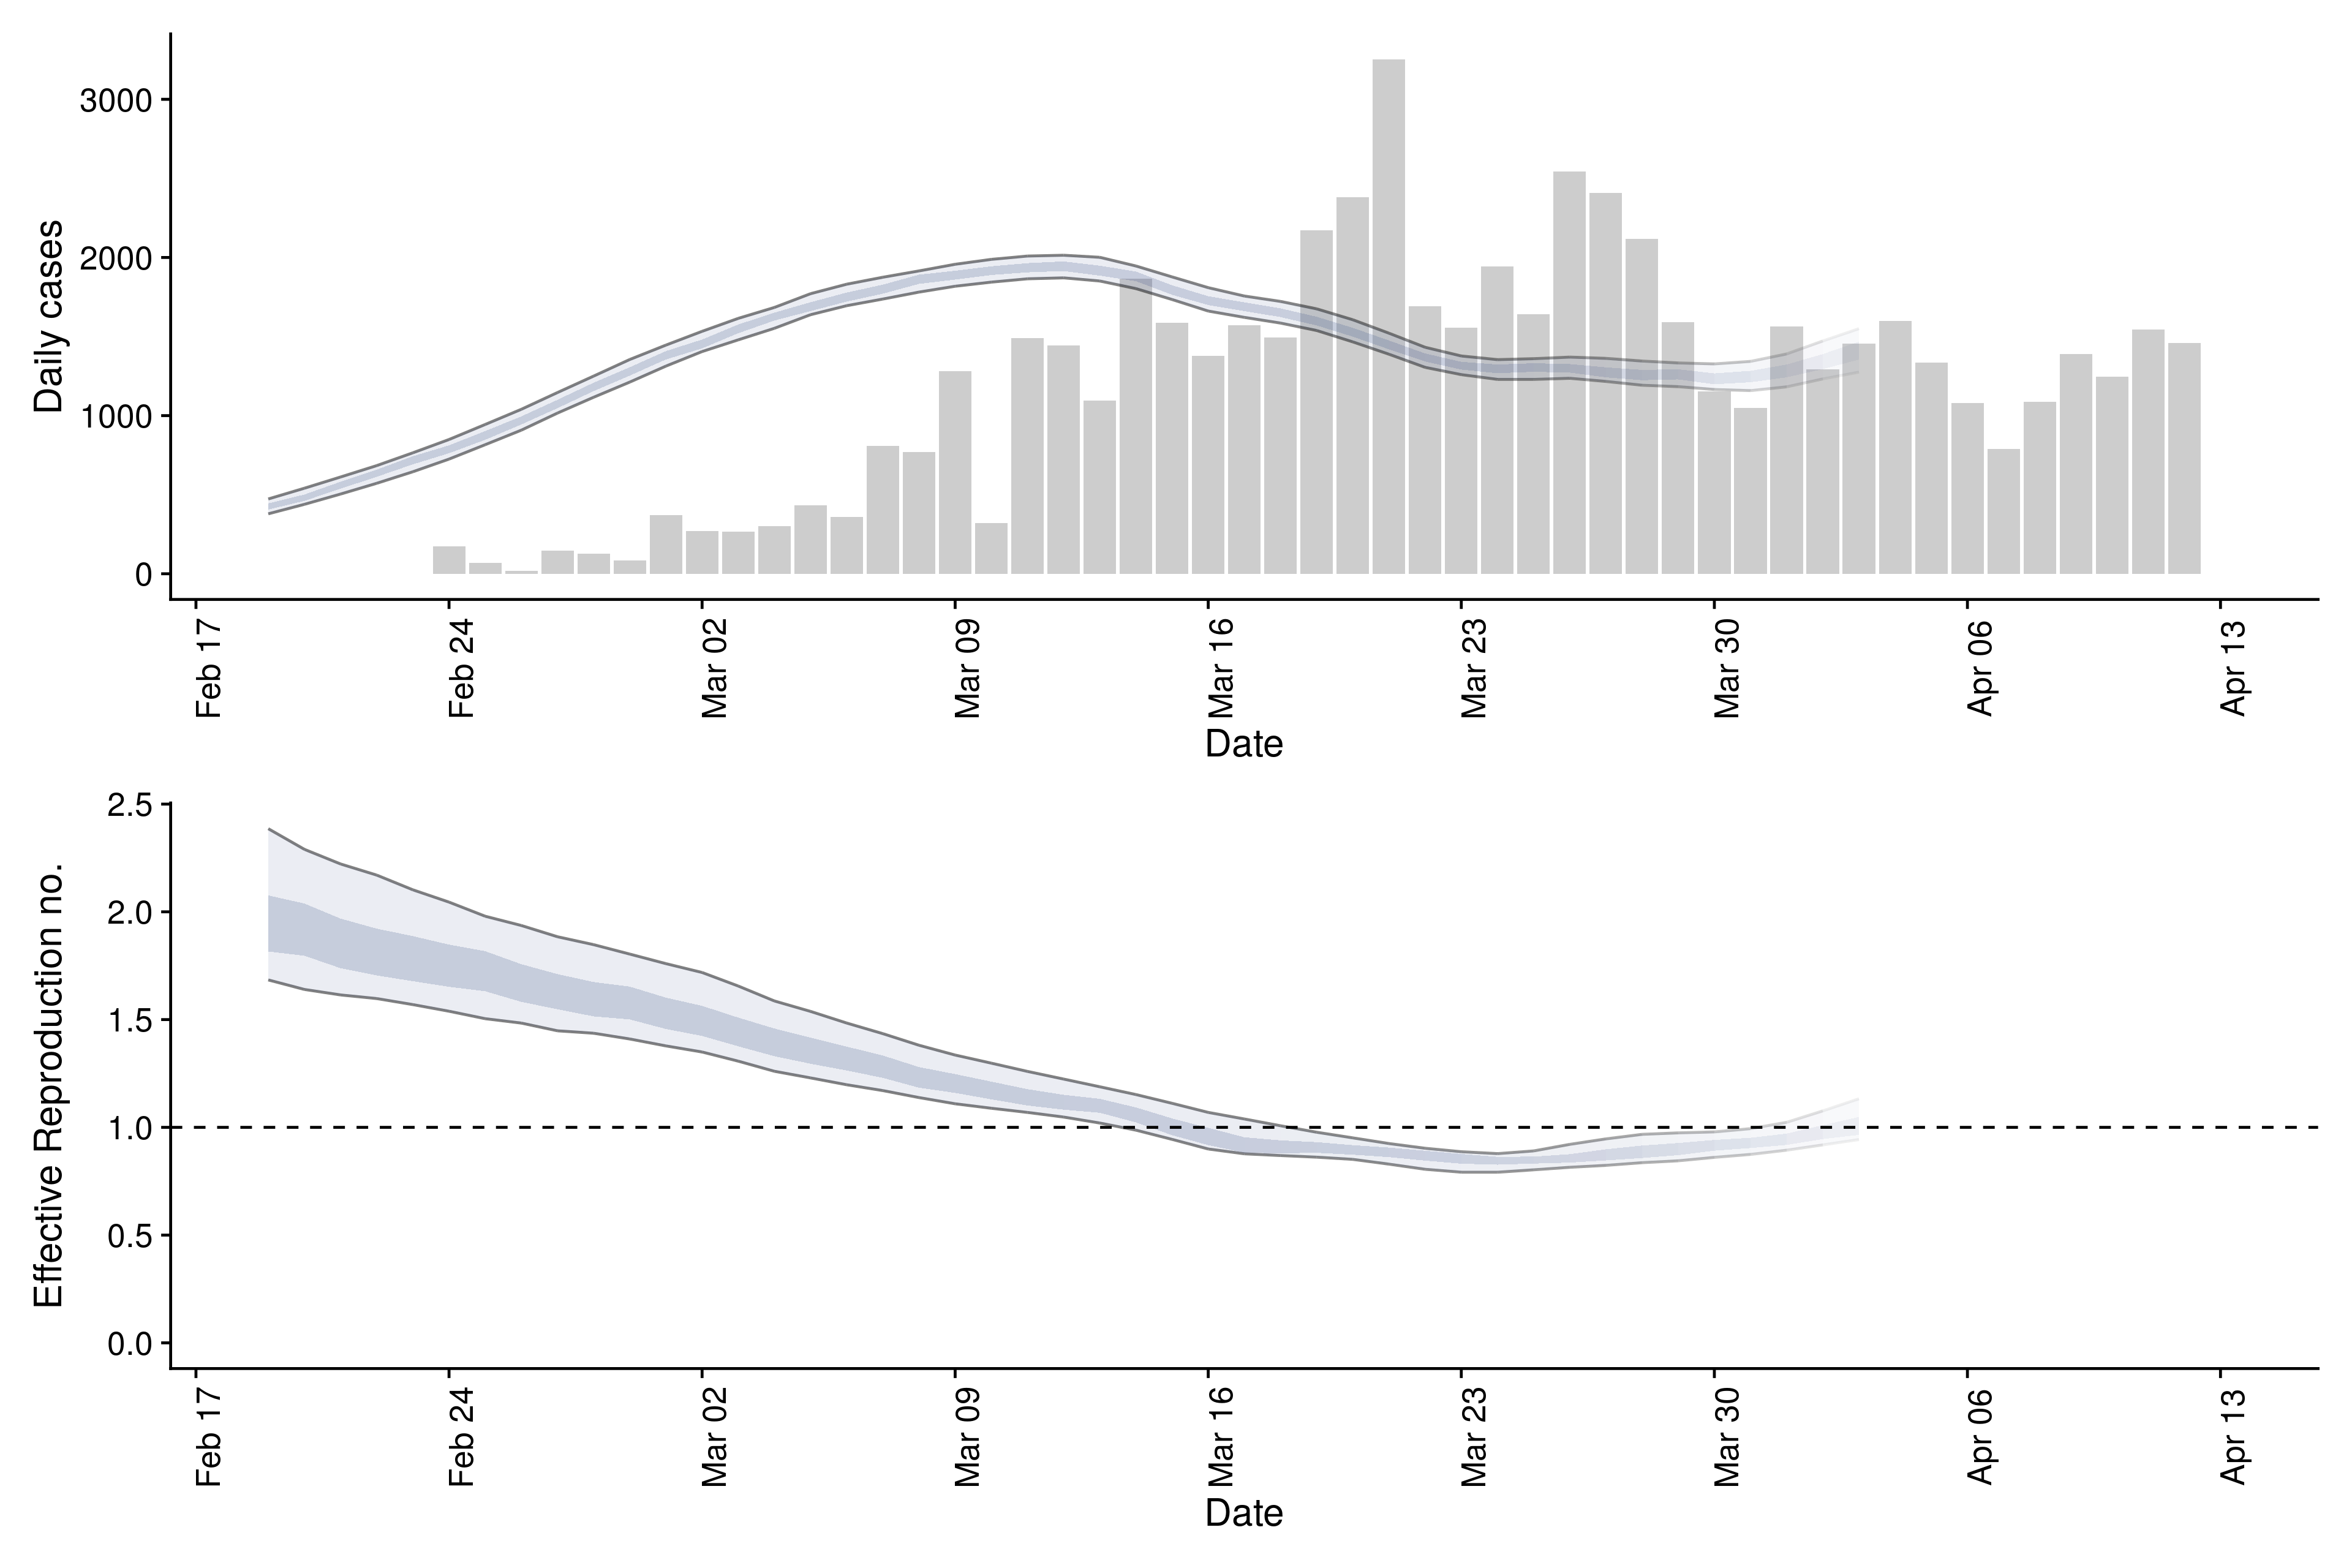 Daily cases
3000
2000
1000
0
Feb 17 Feb 24 Mar 02 Mar 09 Mar 16 Mar 23 Mar 30 Apr 06 Apr 13
Date
Effective Reproduction no.
2.5
2.0
1.5
1.0
0.5
0.0
Feb 17 Feb 24 Mar 02 Mar 09 Mar 16 Mar 23 Mar 30 Apr 06 Apr 13
Date